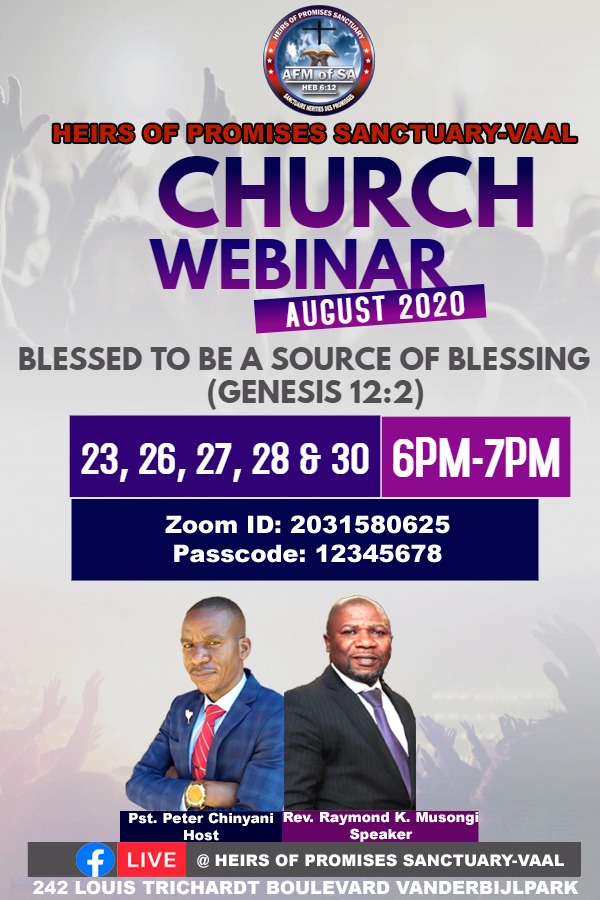 HEIRS OF PROMISES SANCTUARY
AFM of SA
HEB 6:12
SANCTUAIRE HERITIES DES PROMISES
HEIRS OF PROMISES SANCTUARY-VAAL
CHURCH
WEBINAR
AUGUST 2020
BLESSED TO BE A SOURCE OF BLESSING
(GENESIS 12:2)
23, 26, 27, 28 & 30 6PM-7PM
Zoom ID: 2031580625
Passcode: 12345678
Pst. Peter Chinyani
Host
Rev. Raymond K. Musongi
Speaker
f LIVE @ HEIRS OF PROMISES SANCTUARY-VAAL
242 LOUIS TRICHARDT BOULEVARD VANDERBIJLPARK